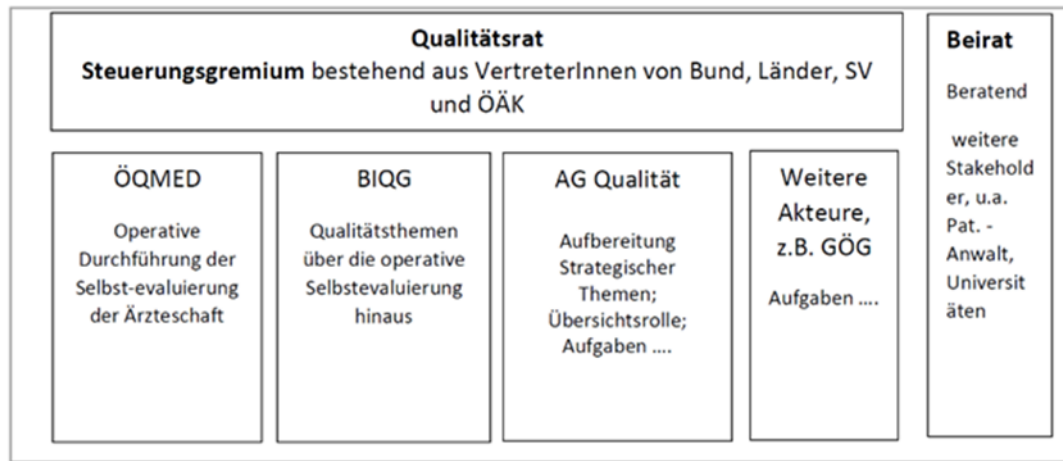 Qualitätsrat
Steuerungsgremium bestehend aus VertreterInnen von Bund, Länder, SV
und ÖÄK
ÖQMED
Operative
Durchführung der
Selbst-evaluierung
der Ärzteschaft
BIQG
Qualitätsthemen
über die operative
Selbstevaluierung
hinaus
AG Qualität
Aufbereitung
Strategischer
Themen;
Übersichtsrolle;
Aufgaben ....
Weitere
Akteure,
z.B. GÖG
Aufgaben ....
Beirat
Beratend
weitere
Stakehold
er, u.a.
Pat. -
Anwalt,
Universit
äten